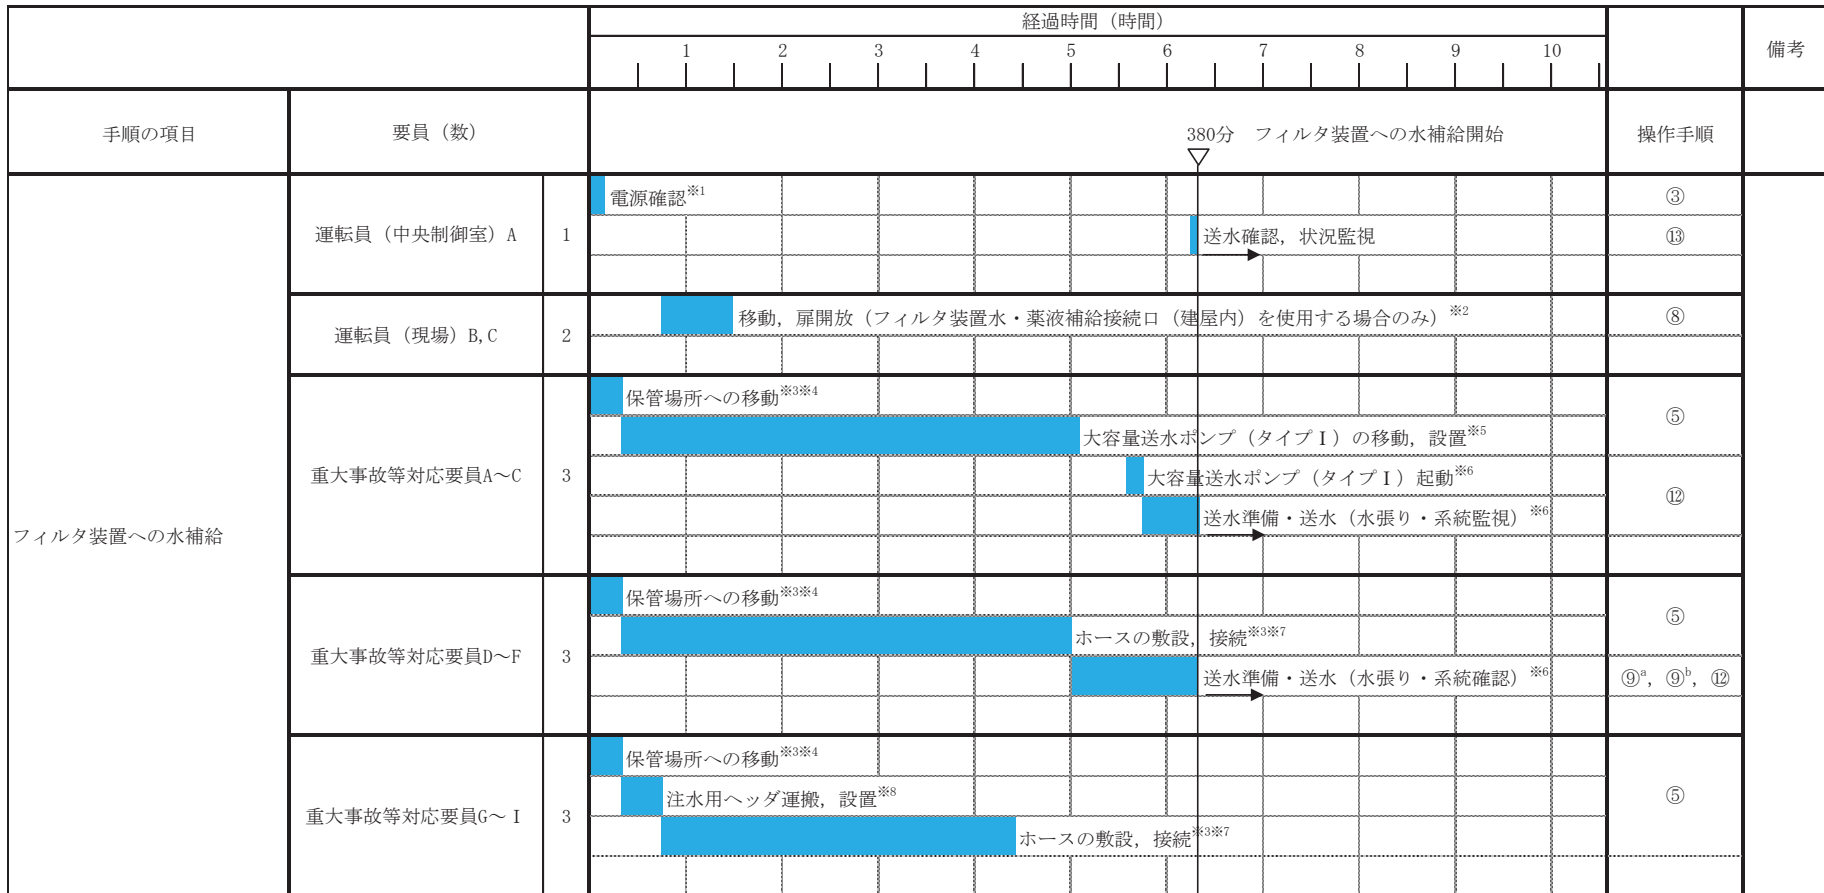 経過時間（時間）
1 2 3 4 5 6 7 8 9 10
備考
手順の項目
要員（数）
380分　フィルタ装置への水補給開始
操作手順
フィルタ装置への水補給
運転員（中央制御室）A
1
電源確認※1
③
送水確認，状況監視
⑬
運転員（現場）B,C
2
移動，扉開放（フィルタ装置水・薬液補給接続口（建屋内）を使用する場合のみ）※2
⑧
重大事故等対応要員A～C
3
保管場所への移動※3※4
⑤
大容量送水ポンプ（タイプⅠ）の移動，設置※5
大容量送水ポンプ（タイプⅠ）起動※6
⑫
送水準備・送水（水張り・系統監視）※6
重大事故等対応要員D～F
3
保管場所への移動※3※4
⑤
ホースの敷設，接続※3※7
送水準備・送水（水張り・系統確認）※6
⑨a，⑨b，⑫
重大事故等対応要員G～Ｉ
3
保管場所への移動※3※4
注水用ヘッダ運搬，設置※8
⑤
ホースの敷設，接続※3※7